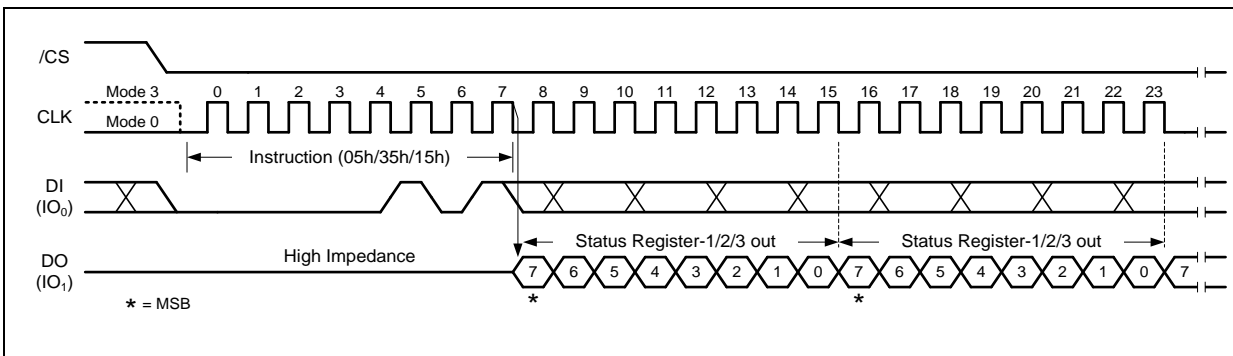 /CS
Mode 3
0 1 2 3 4 5 6 7 8 9 10 11 12 13 14 15 16 17 18 19 20 21 22 23
CLK
Mode 0
Instruction (05h/35h/15h)
DI
(IO0)
Status Register-1/2/3 out Status Register-1/2/3 out
High Impedance
DO
(IO1)
7 6 5 4 3 2 1 0 7 6 5 4 3 2 1 0 7
* = MSB
* *